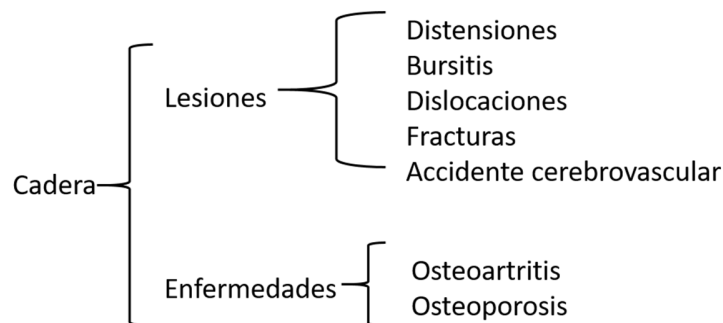 Cadera
Lesiones
Distensiones
Bursitis
Dislocaciones
Fracturas
Accidente cerebrovascular
Enfermedades
Osteoartritis
Osteoporosis